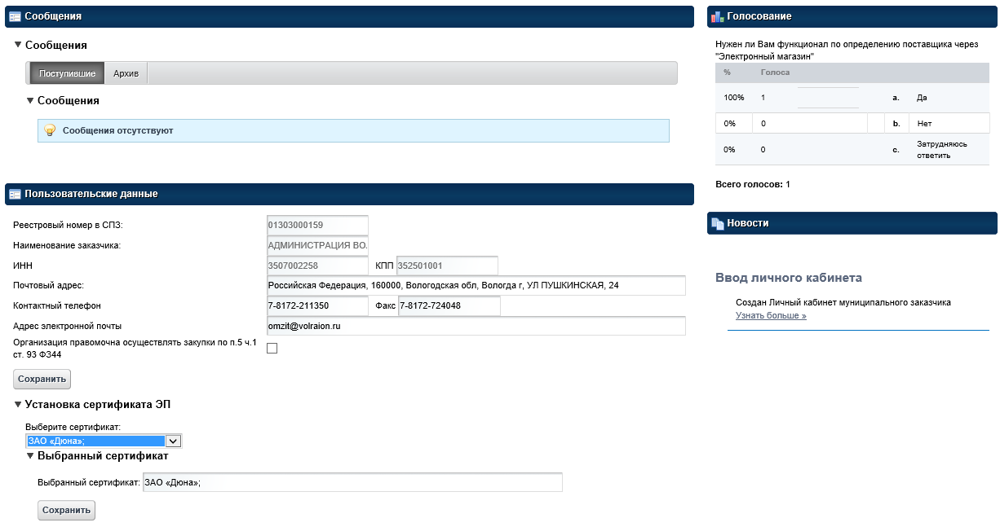 Сообщения
Сообщения
Поступившие Архив
Сообщения
Сообщения отсутствуют
Пользовательские данные
Реестровый номер в СПЗ: 01303000159
Наименование заказчика: АДМИНИСТРАЦИЯ ВО.
ИНН 3507002258 КПП 352501001
Почтовый адрес: Российская Федерация, 160000, Вологодская обл, Вологда г, УЛ ПУШКИНСКАЯ, 24
Контактный телефон 7-8172-211350 Факс 7-8172-724048
Адрес электронной почты omzit@volraion.ru
Организация правомочна осуществлять закупки по п.5 ч.1
ст. 93 ФЗ44
Сохранить
Установка сертификата ЭП
Выберите сертификат:
ЗАО «Дюна»;
Выбранный сертификат
Выбранный сертификат: ЗАО «Дюна»;
Сохранить
Голосование
Нужен ли Вам функционал по определению поставщика через
"Электронный магазин"
% Голоса
100% 1 a. Да
0% 0 b. Нет
0% 0 c. Затрудняюсь
ответить
Всего голосов: 1
Новости
Ввод личного кабинета
Создан Личный кабинет муниципального заказчика
Узнать больше »